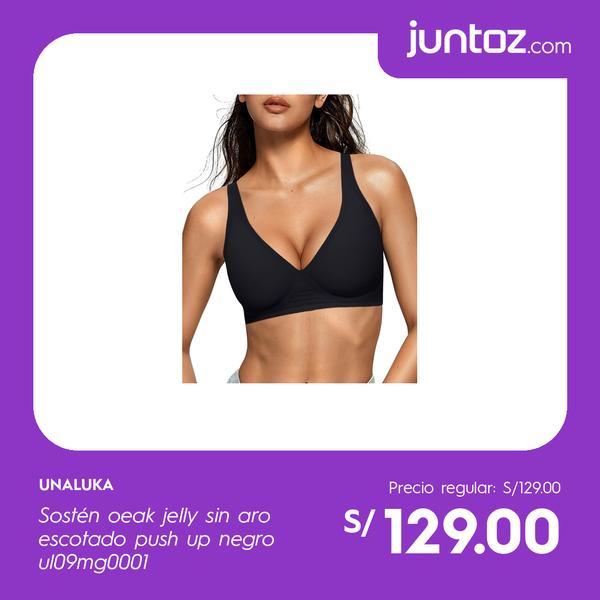 juntoz.com
UNALUKA
Sostén oeak jelly sin aro
escotado push up negro
ul09mg0001
Precio regular: S/129.00
S/129.00